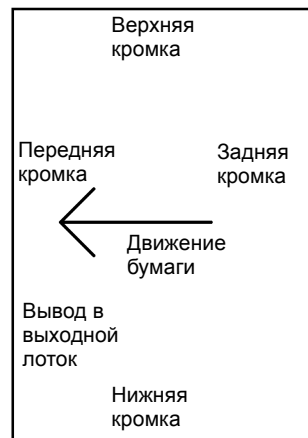 Верхняя
кромка
Передняя
кромка
Задняя
кромка
Движение
бумаги
Вывод в
выходной
лоток
Нижняя
кромка